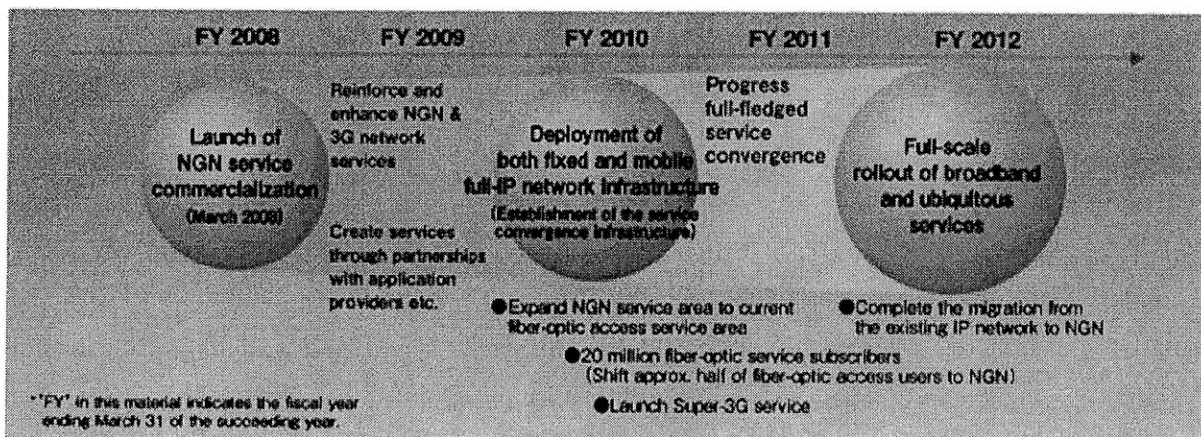 FY 2008
FY 2009
FY 2010
FY 2011
FY 2012
Launch of
NGN service
commercialization
(March 2008)
Reinforce and
enhance NGN &
3G network
services
Create services
through partnerships
with application
providers etc.
Deployment of
both fixed and mobile
full-IP network infrastructure
(Establishment of the service
convergence infrastructure)
Progress
full-fledged
service
convergence
Full-scale
rollout of broadband
and ubiquitous
services
●Expand NGN service area to current
fiber-optic access service area
●20 million fiber-optic service subscribers
(Shift approx. half of fiber-optic access users to NGN)
●Launch Super-3G service
●Complete the migration from
the existing IP network to NGN
*"FY" in this material indicates the fiscal year
ending March 31 of the succeeding year.